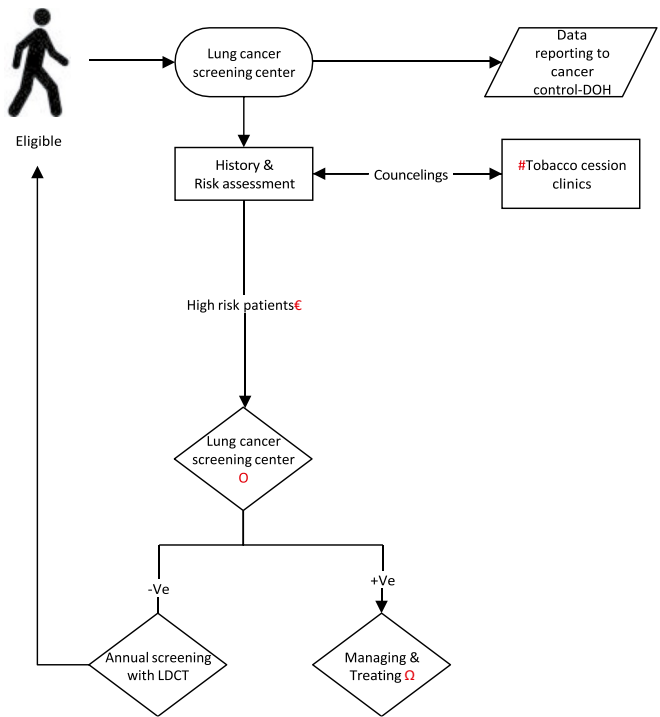 Eligible
Lung cancer
screening center
Data
reporting to
cancer
control-DOH
History &
Risk assessment
Councelings
#Tobacco cession
clinics
High risk patients€
Lung cancer
screening center
O
-Ve
+Ve
Annual screening
with LDCT
Managing &
Treating Ω